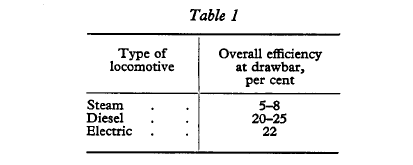 Table 1
Type of locomotive Overall efficiency at drawbar, per cent
Steam . . 5–8
Diesel . . 20–25
Electric . . 22